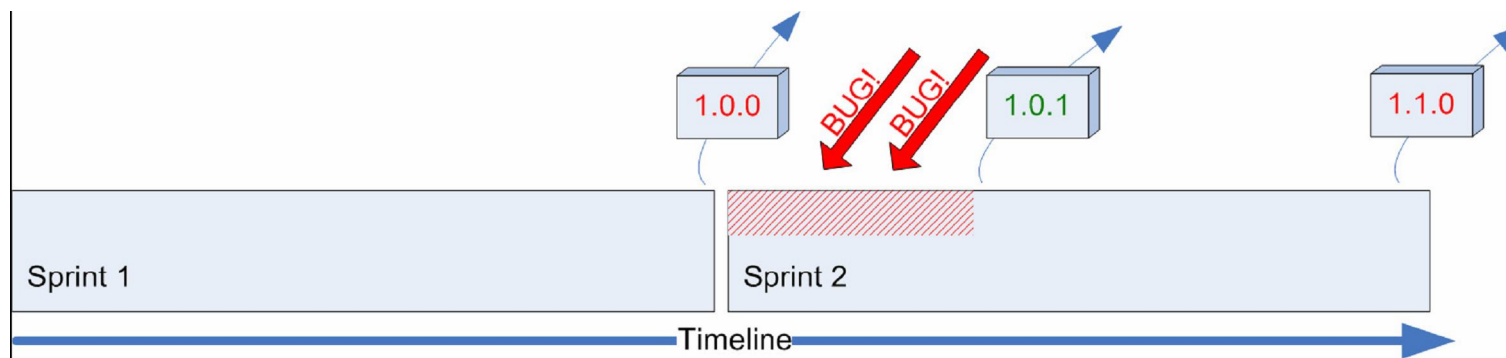 1.0.0
BUG!
BUG!
1.0.1
1.1.0
Sprint 1
Sprint 2
Timeline